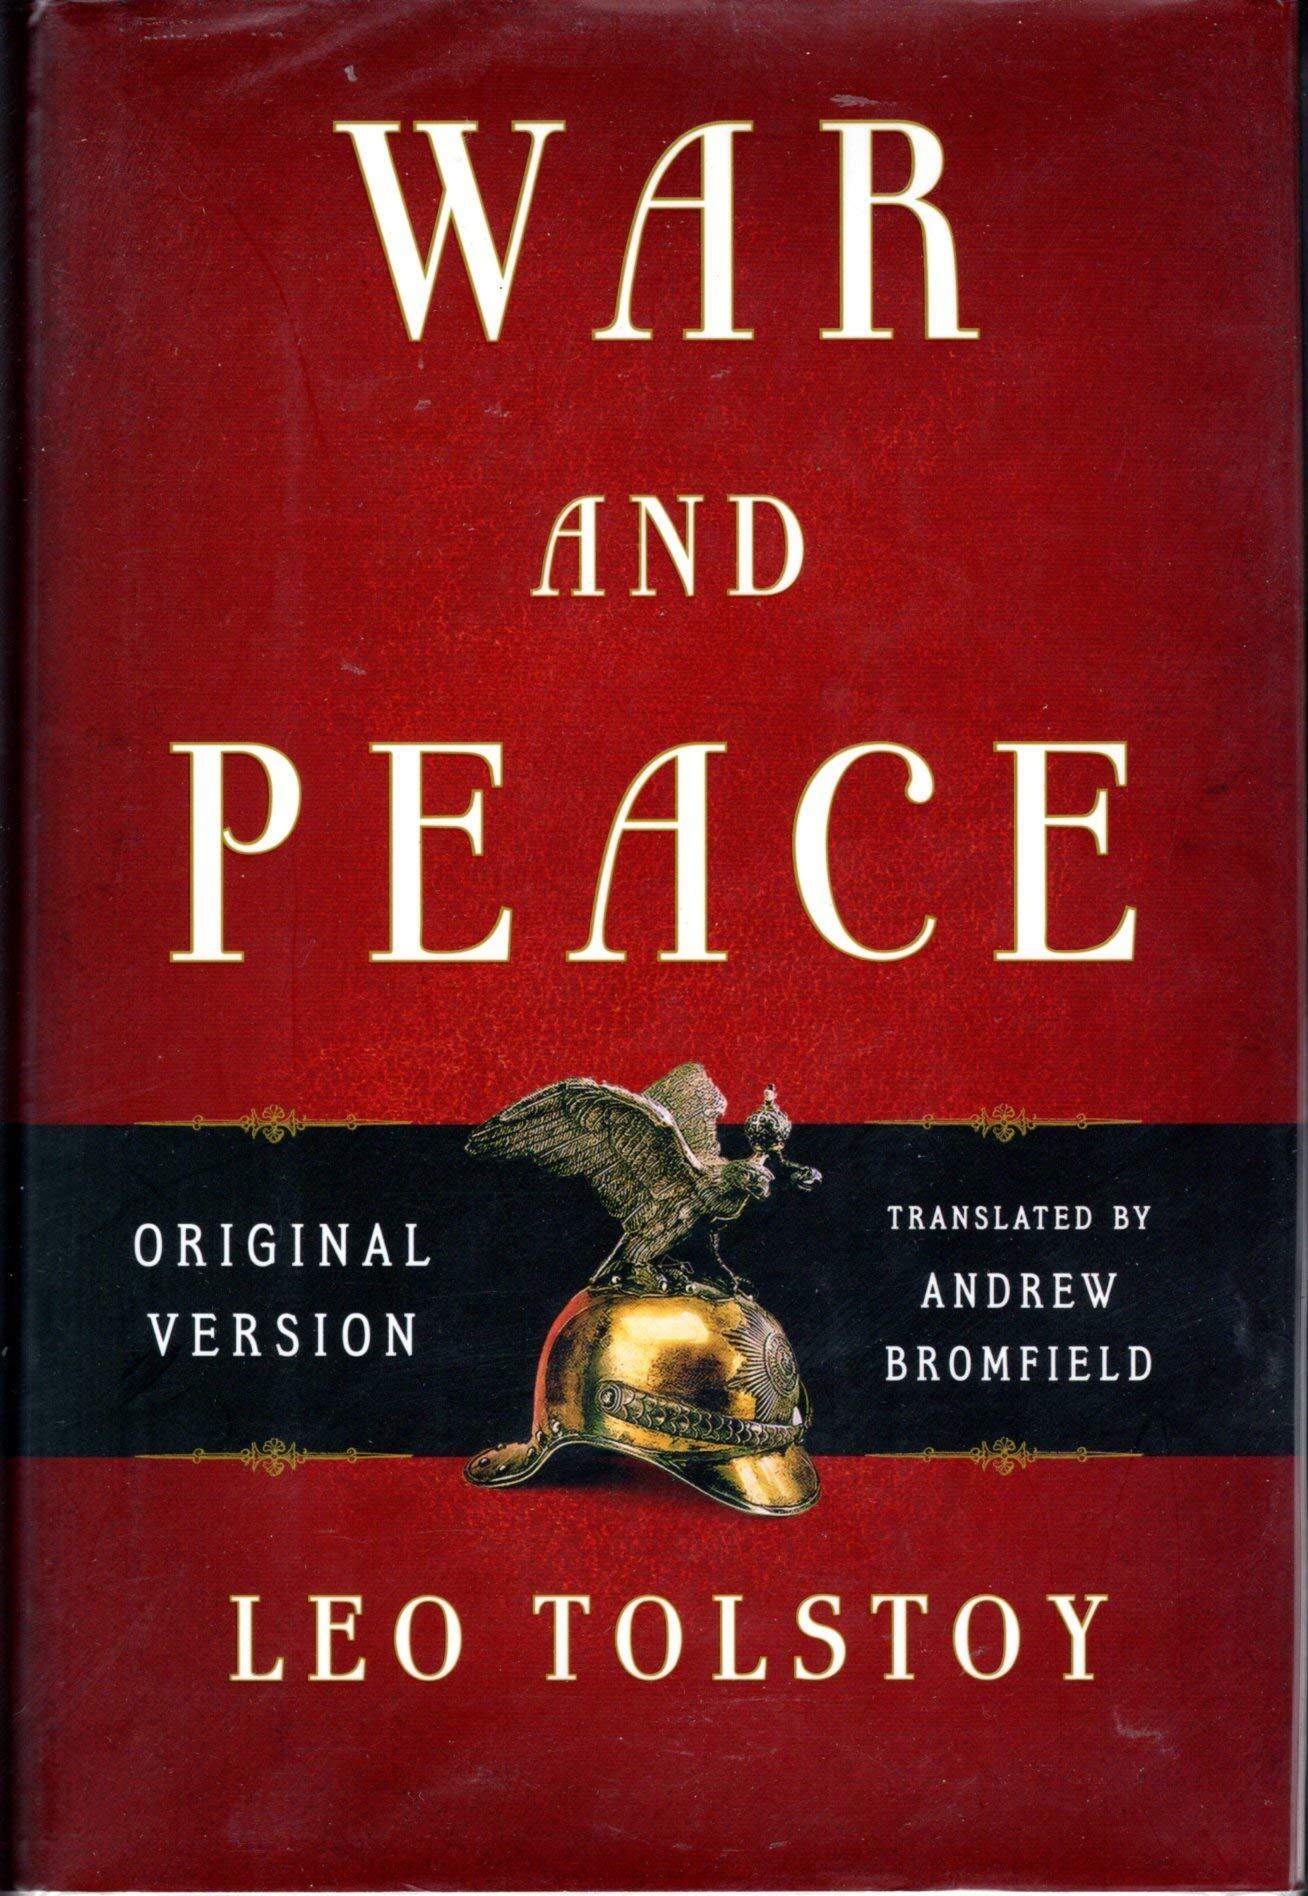 WAR
AND
PEACE
ORIGINAL
VERSION
TRANSLATED BY
ANDREW
BROMFIELD
LEO TOLSTOY